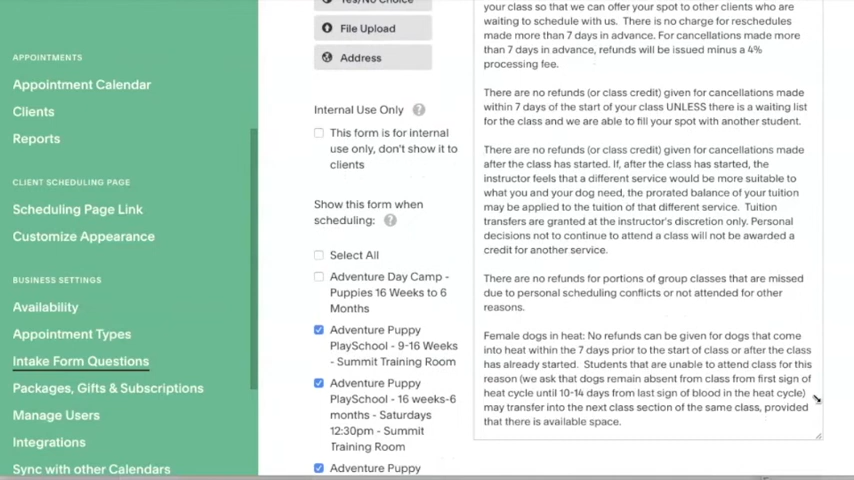 APPOINTMENTS
Appointment Calendar
Clients
Reports
CLIENT SCHEDULING PAGE
Scheduling Page Link
Customize Appearance
BUSINESS SETTINGS
Availability
Appointment Types
Intake Form Questions
Packages, Gifts & Subscriptions
Manage Users
Integrations
Sync with other Calendars
Yes/No Choice
File Upload
Address
Internal Use Only ?
This form is for internal
use only, don't show it to
clients
Show this form when
scheduling: ?
Select All
Adventure Day Camp -
Puppies 16 Weeks to 6
Months
Adventure Puppy
PlaySchool - 9-16 Weeks
- Summit Training Room
Adventure Puppy
PlaySchool - 16 weeks-6
months - Saturdays
12:30pm - Summit
Training Room
Adventure Puppy
your class so that we can offer your spot to other clients who are
waiting to schedule with us. There is no charge for reschedules
made more than 7 days in advance. For cancellations made more
than 7 days in advance, refunds will be issued minus a 4%
processing fee.
There are no refunds (or class credit) given for cancellations made
within 7 days of the start of your class UNLESS there is a waiting list
for the class and we are able to fill your spot with another student.
There are no refunds (or class credit) given for cancellations made
after the class has started. If, after the class has started, the
instructor feels that a different service would be more suitable to
what you and your dog need, the prorated balance of your tuition
may be applied to the tuition of that different service. Tuition
transfers are granted at the instructor's discretion only. Personal
decisions not to continue to attend a class will not be awarded a
credit for another service.
There are no refunds for portions of group classes that are missed
due to personal scheduling conflicts or not attended for other
reasons.
Female dogs in heat: No refunds can be given for dogs that come
into heat within the 7 days prior to the start of class or after the class
has already started. Students that are unable to attend class for this
reason (we ask that dogs remain absent from class from first sign of
heat cycle until 10-14 days from last sign of blood in the heat cycle)
may transfer into the next class section of the same class, provided
that there is available space.